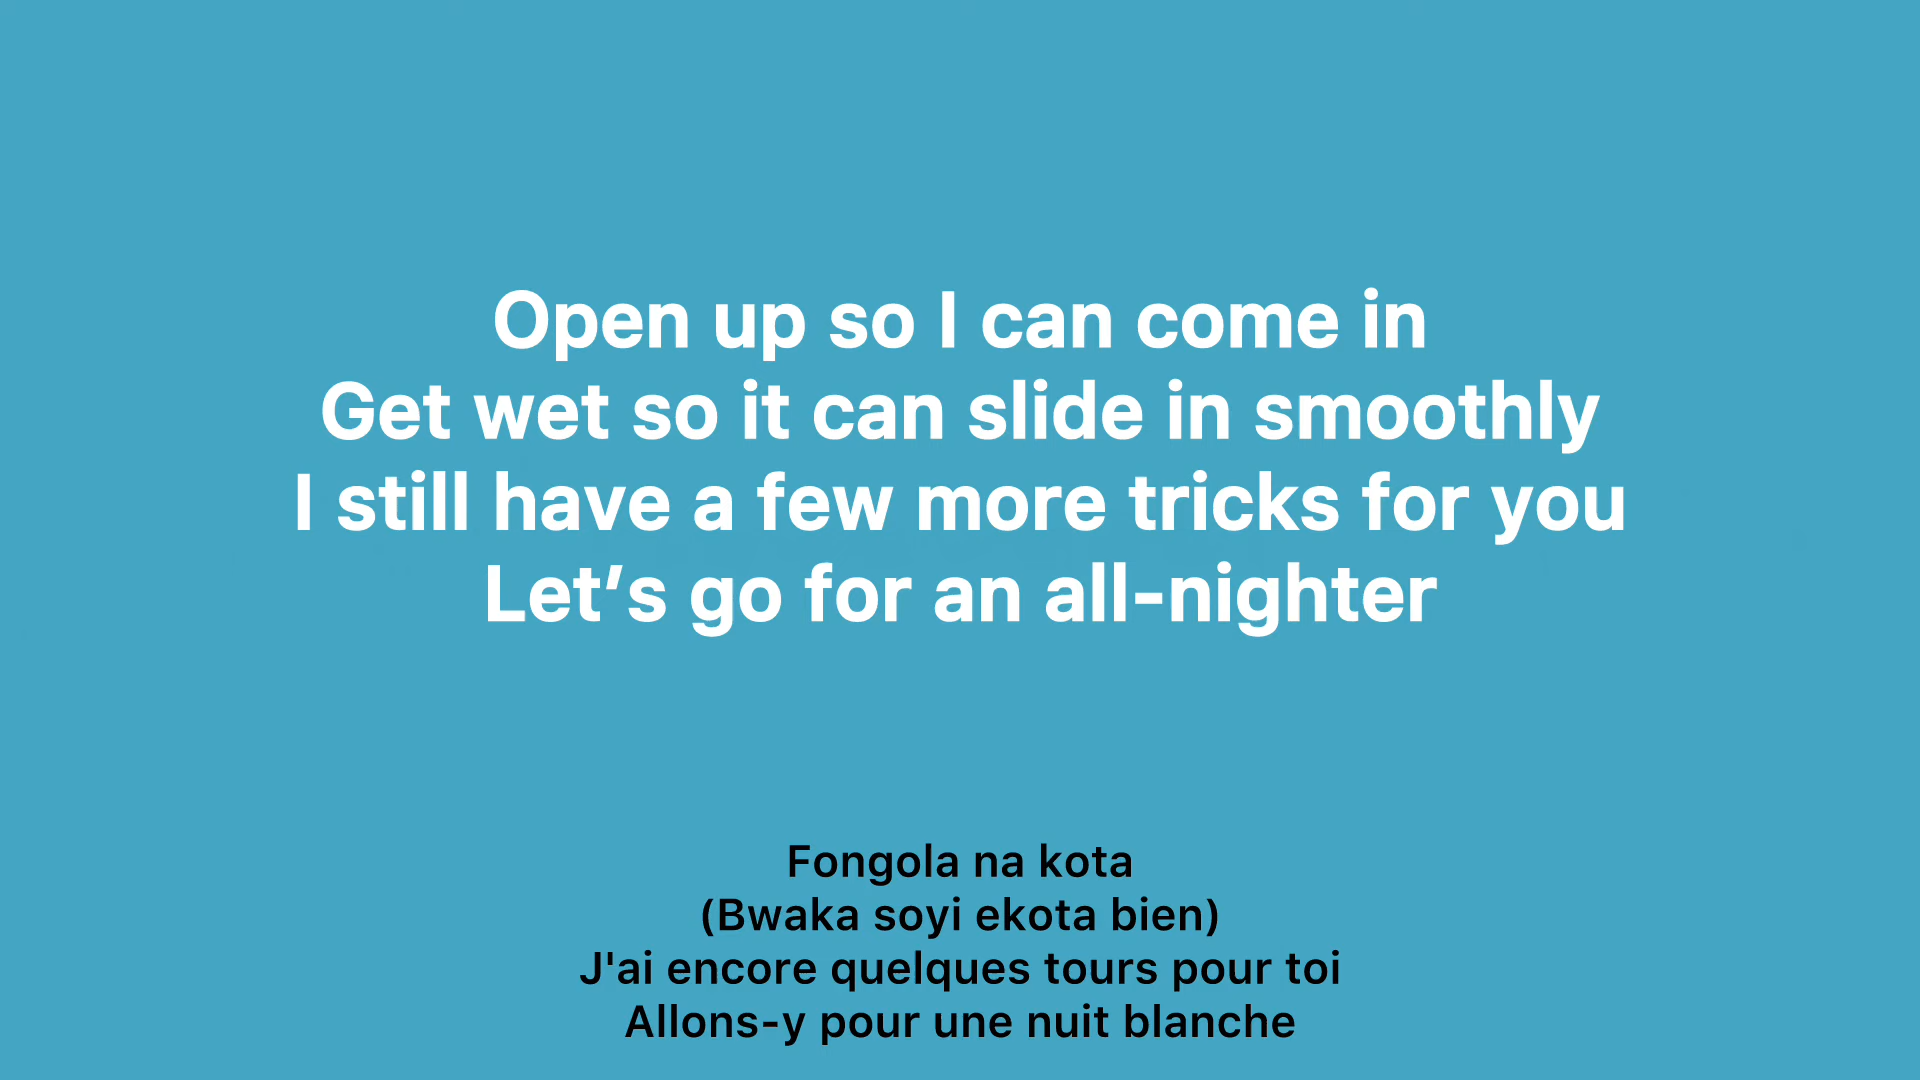 Open up so I can come in
Get wet so it can slide in smoothly
I still have a few more tricks for you
Let’s go for an all-nighter
Fongola na kota
(Bwaka soyi ekota bien)
J'ai encore quelques tours pour toi
Allons-y pour une nuit blanche